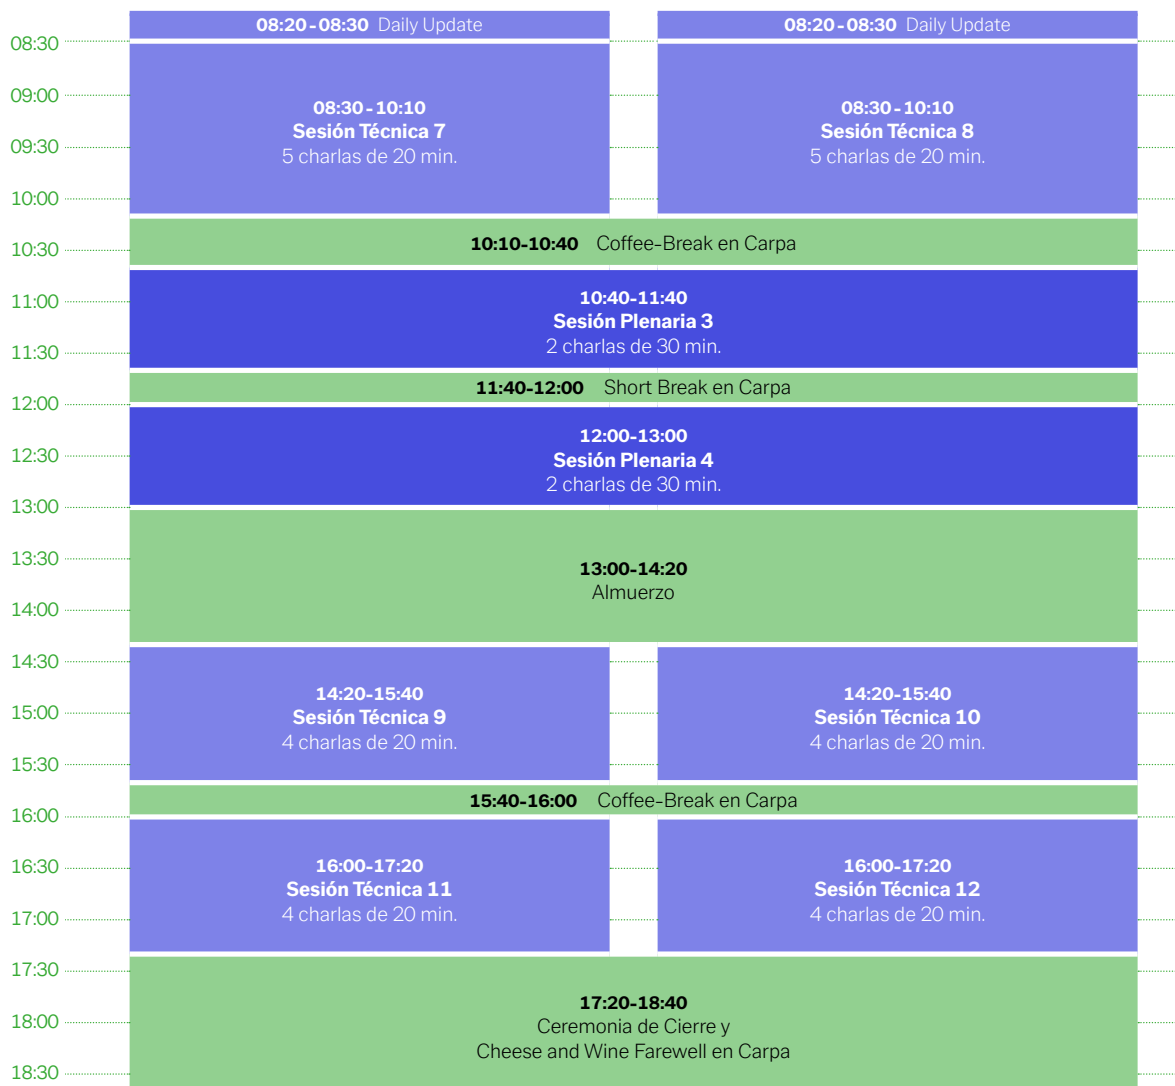 08:20 - 08:30 Daily Update
08:20 - 08:30 Daily Update
08:30
09:00
08:30 - 10:10
Sesión Técnica 7
5 charlas de 20 min.
08:30 - 10:10
Sesión Técnica 8
5 charlas de 20 min.
09:30
10:00
10:10-10:40 Coffee-Break en Carpa
10:30
11:00
10:40-11:40
Sesión Plenaria 3
2 charlas de 30 min.
11:30
11:40-12:00 Short Break en Carpa
12:00
12:00-13:00
Sesión Plenaria 4
2 charlas de 30 min.
12:30
13:00
13:30
13:00-14:20
Almuerzo
14:00
14:30
14:20-15:40
Sesión Técnica 9
4 charlas de 20 min.
14:20-15:40
Sesión Técnica 10
4 charlas de 20 min.
15:00
15:30
15:40-16:00 Coffee-Break en Carpa
16:00
16:30
16:00-17:20
Sesión Técnica 11
4 charlas de 20 min.
16:00-17:20
Sesión Técnica 12
4 charlas de 20 min.
17:00
17:30
17:20-18:40
Ceremonia de Cierre y
Cheese and Wine Farewell en Carpa
18:00
18:30